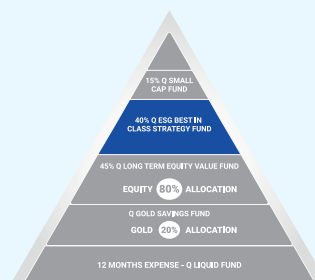 15% Q SMALL
CAP FUND
40% Q ESG BEST IN
CLASS STRATEGY FUND
45% Q LONG TERM EQUITY VALUE FUND
EQUITY 80% ALLOCATION
Q GOLD SAVINGS FUND
GOLD 20% ALLOCATION
12 MONTHS EXPENSE - Q LIQUID FUND